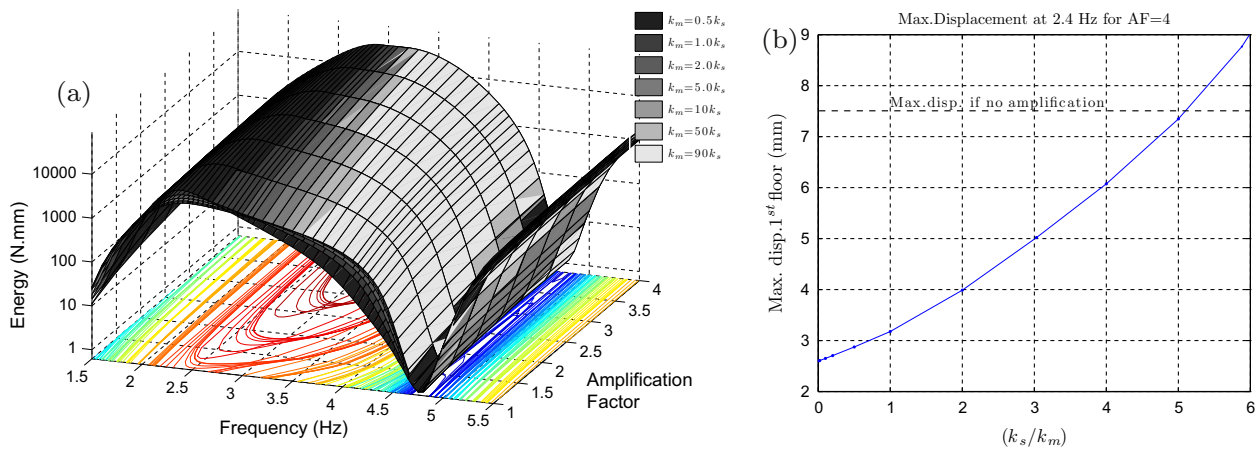 (a)
k_m=0.5k_s
k_m=1.0k_s
k_m=2.0k_s
k_m=5.0k_s
k_m=10k_s
k_m=50k_s
k_m=90k_s
Energy (N.mm)
10000
1000
100
10
1
1.5
2
2.5
3
3.5
4
4.5
5
5.5
Frequency (Hz)
1
1.5
2
2.5
3
3.5
4
Amplification
Factor
Max.Displacement at 2.4 Hz for AF=4
(b)
Max.disp. if no amplification
Max. disp.1^{st}floor (mm)
9
8
7
6
5
4
3
2
0
1
2
3
4
5
6
(k_s/k_m)